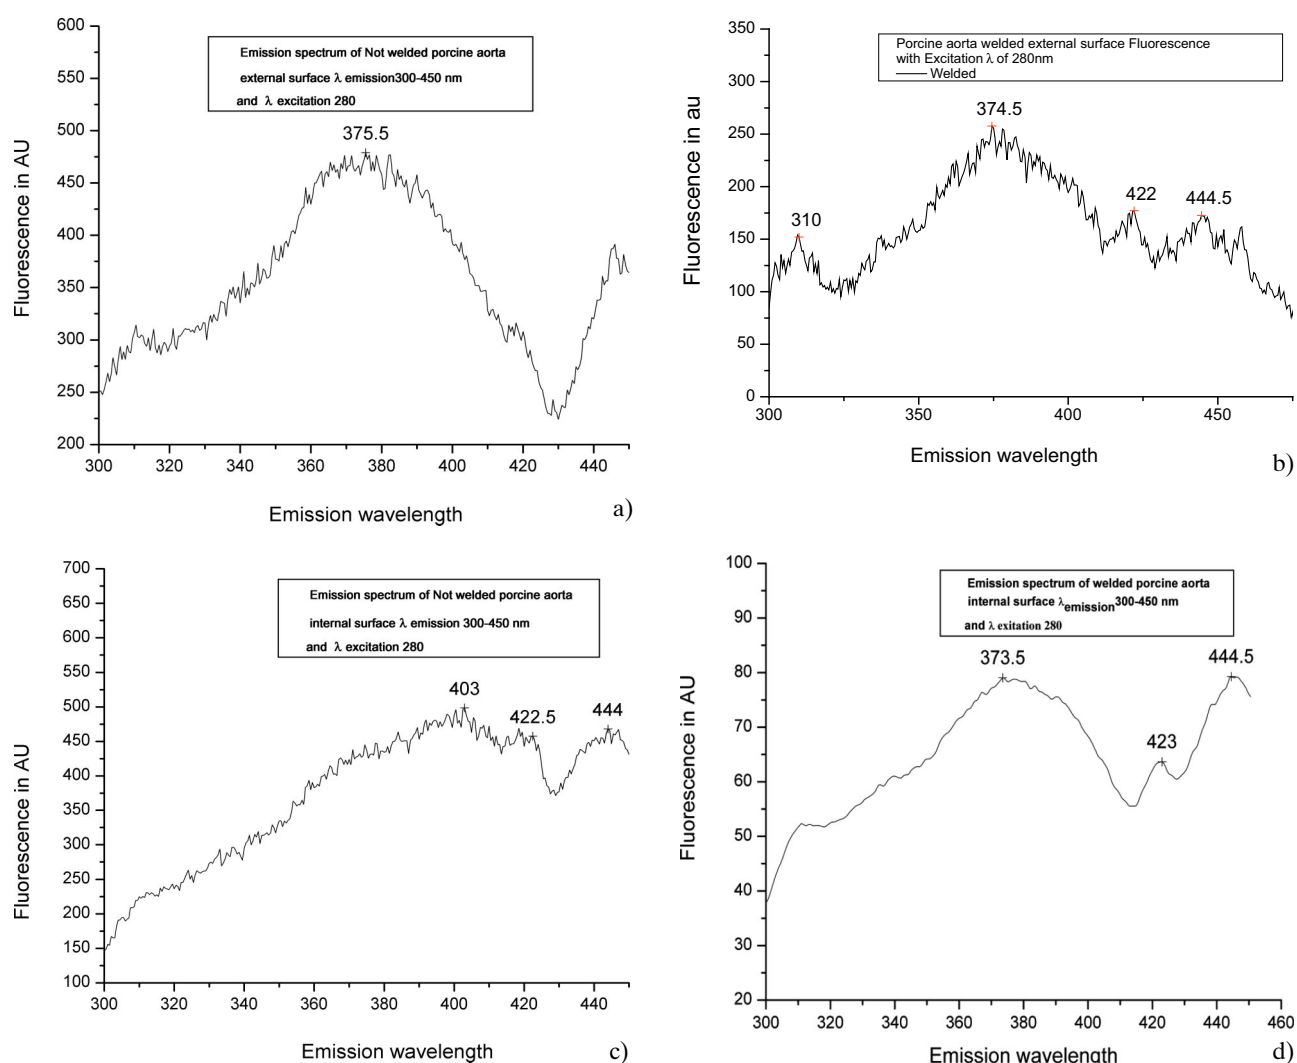 600
550
500
450
400
350
300
250
200
Fluorescence in AU
Emission spectrum of Not welded porcine aorta
external surface λ emission300-450 nm
and λ excitation 280
375.5
300 320 340 360 380 400 420 440
Emission wavelength
a)
350
300
250
200
150
100
50
0
Fluorescence in au
Porcine aorta welded external surface Fluorescence
with Excitation λ of 280nm
Welded
310
374.5
422
444.5
300 350 400 450
Emission wavelength
b)
700
650
600
550
500
450
400
350
300
250
200
150
100
Fluorescence in AU
Emission spectrum of Not welded porcine aorta
internal surface λ emission 300-450 nm
and λ excitation 280
403
422.5
444
300 320 340 360 380 400 420 440
Emission wavelength
c)
100
90
80
70
60
50
40
30
20
Fluorescence in AU
Emission spectrum of welded porcine aorta
internal surface λ emission 300-450 nm
and λ exitation 280
373.5
423
444.5
300 320 340 360 380 400 420 440 460
Emission wavelength
d)